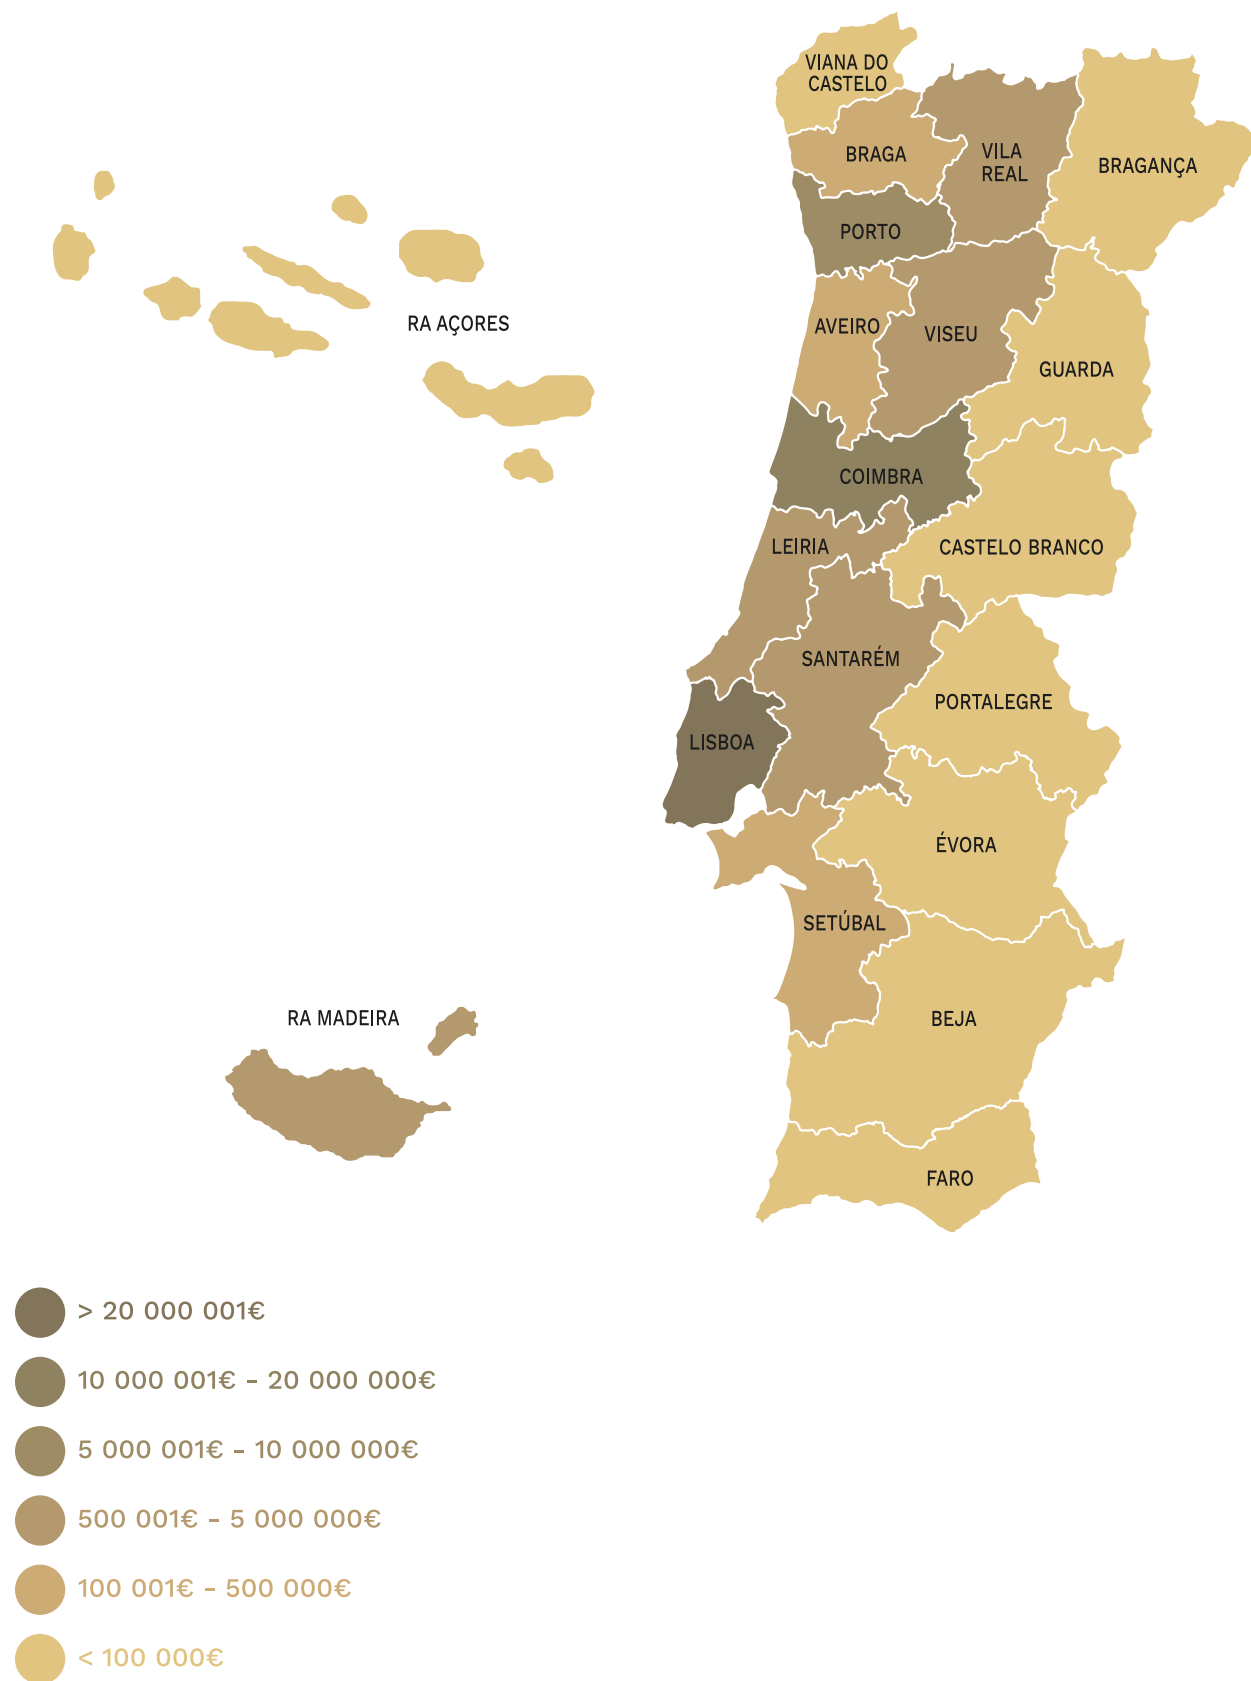 VIANA DO
CASTELO
BRAGA
VILA
REAL
BRAGANÇA
PORTO
RA AÇORES
AVEIRO
VISEU
GUARDA
COIMBRA
LEIRIA
CASTELO BRANCO
SANTARÉM
PORTALEGRE
LISBOA
ÉVORA
SETÚBAL
RA MADEIRA
BEJA
FARO
> 20 000 001€
10 000 001€ – 20 000 000€
5 000 001€ – 10 000 000€
500 001€ – 5 000 000€
100 001€ – 500 000€
< 100 000€